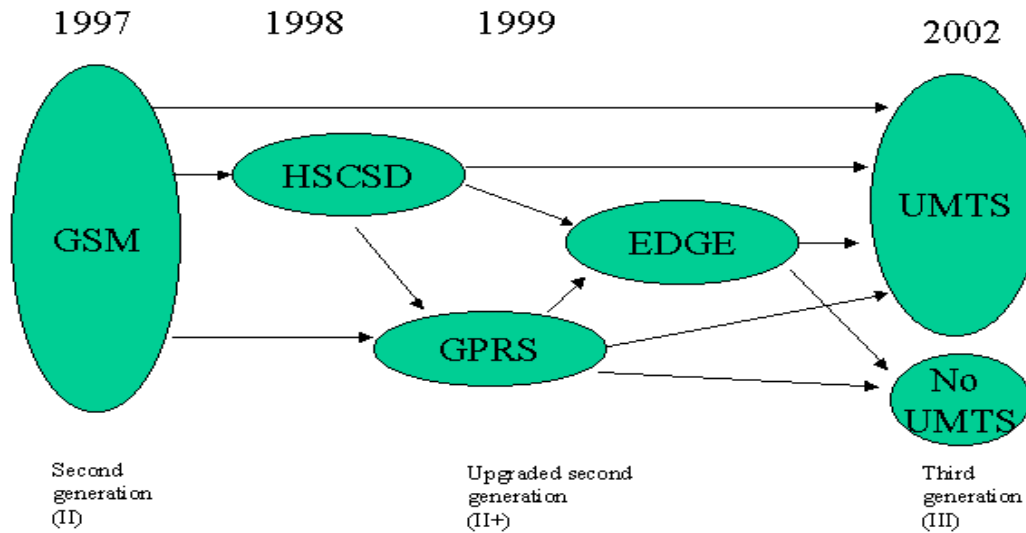 1997
1998
1999
2002
GSM
HSCSD
EDGE
GPRS
UMTS
No
UMTS
Second
generation
(II)
Upgraded second
generation
(II+)
Third
generation
(III)